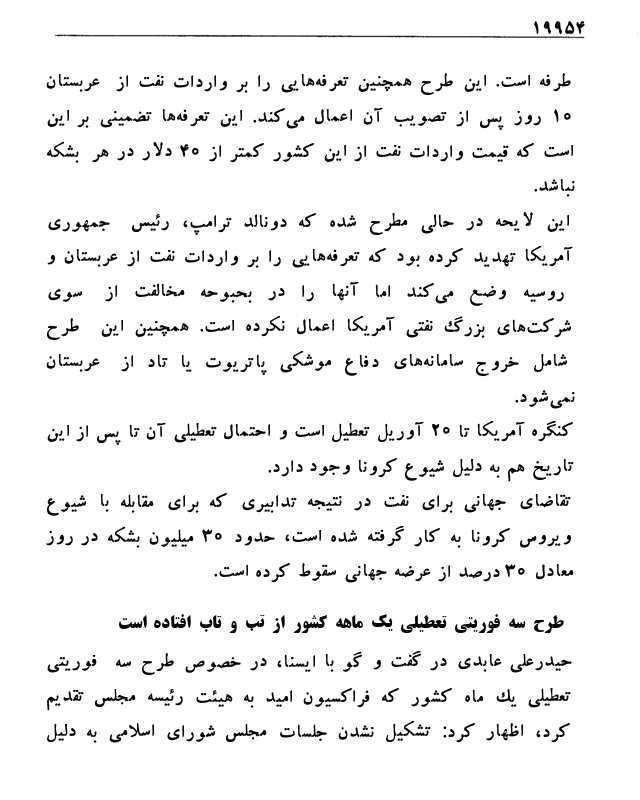 ۱۹۹۵۴
طرفه است. این طرح همچنین تعرفه‌هایی را بر واردات نفت از عربستان
۱۰ روز پس از تصویب آن اعمال می‌کند. این تعرفه‌ها تضمینی بر این
است که قیمت واردات نفت از این کشور کمتر از ۴۰ دلار در هر بشکه
نباشد.
این لایحه در حالی مطرح شده که دونالد ترامپ، رئیس جمهوری
آمریکا تهدید کرده بود که تعرفه‌هایی را بر واردات نفت از عربستان و
روسیه وضع می‌کند اما آنها را در بحبوحه مخالفت از سوی
شرکت‌های بزرگ نفتی آمریکا اعمال نکرده است. همچنین این طرح
شامل خروج سامانه‌های دفاع موشکی پاتریوت یا تاد از عربستان
نمی‌شود.
کنگره آمریکا تا ۲۰ آوریل تعطیل است و احتمال تعطیلی آن تا پس از این
تاریخ هم به دلیل شیوع کرونا وجود دارد.
تقاضای جهانی برای نفت در نتیجه تدابیری که برای مقابله با شیوع
ویروس کرونا به کار گرفته شده است، حدود ۳۰ میلیون بشکه در روز
معادل ۳۰ درصد از عرضه جهانی سقوط کرده است.
طرح سه فوریتی تعطیلی یک ماهه کشور از تب و تاب افتاده است
حیدرعلی عابدی در گفت و گو با ایسنا، در خصوص طرح سه فوریتی
تعطیلی یک ماه کشور که فراکسیون امید به هیئت رئیسه مجلس تقدیم
کرد، اظهار کرد: تشکیل نشدن جلسات مجلس شورای اسلامی به دلیل